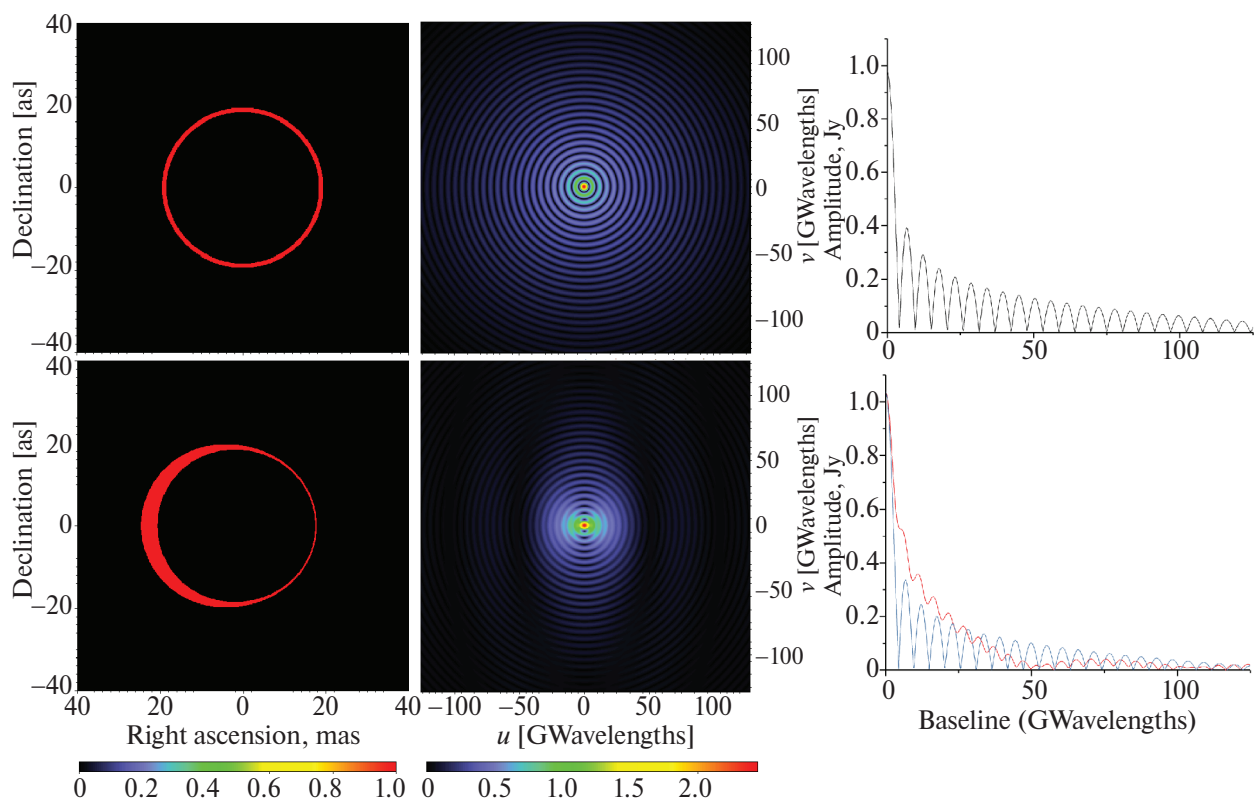 40
20
0
−20
−40
Declination [as]
100
50
0
−50
−100
v [GWavelengths]
1.0
0.8
0.6
0.4
0.2
0
Amplitude, Jy
0 50 100
40
20
0
−20
−40
Declination [as]
40 20 0 20 40
Right ascension, mas
100
50
0
−50
−100
v [GWavelengths]
−100 −50 0 50 100
u [GWavelengths]
1.0
0.8
0.6
0.4
0.2
0
Amplitude, Jy
0 50 100
Baseline (GWavelengths)
0 0.2 0.4 0.6 0.8 1.0
0 0.5 1.0 1.5 2.0